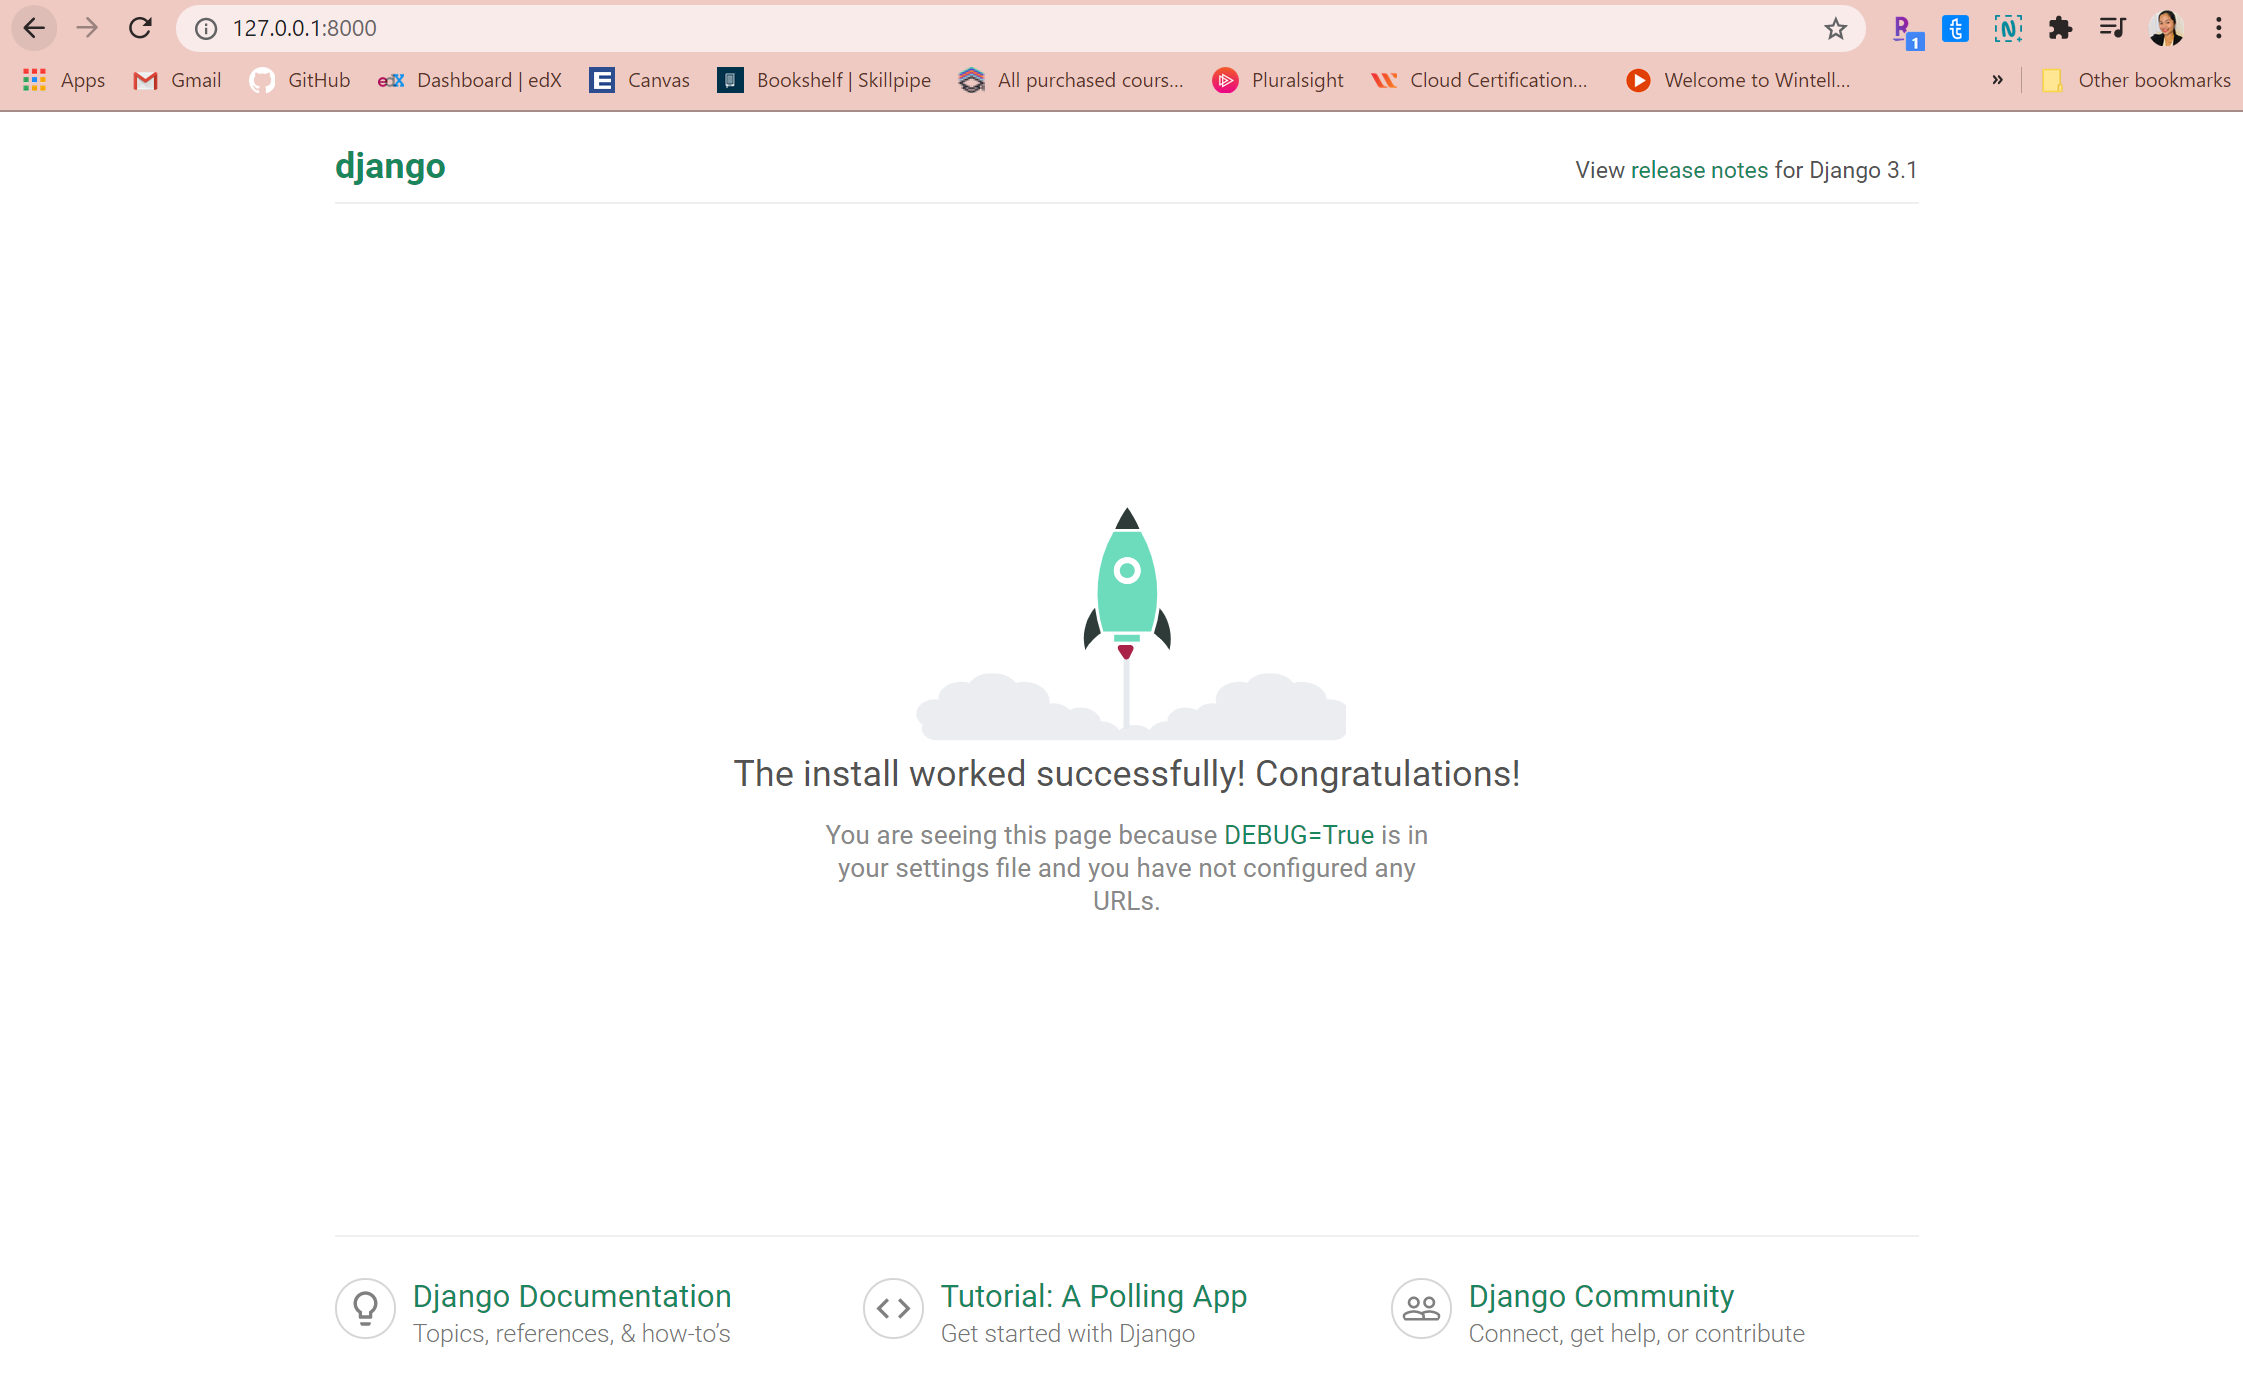 127.0.0.1:8000
1
Apps Gmail GitHub edX Dashboard | edX E Canvas Bookshelf | Skillpipe All purchased cours... Pluralsight Cloud Certification... Welcome to Wintell... » Other bookmarks
django
View release notes for Django 3.1
The install worked successfully! Congratulations!
You are seeing this page because DEBUG=True is in
your settings file and you have not configured any
URLs.
Django Documentation
Topics, references, & how-to’s
Tutorial: A Polling App
Get started with Django
Django Community
Connect, get help, or contribute